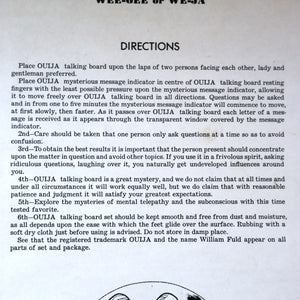 WEE-GEE or WE-JA
DIRECTIONS
Place OUIJA talking board upon the laps of two persons facing each other, lady and
gentleman preferred.
Place OUIJA mysterious message indicator in centre of OUIJA talking board resting
fingers with the least possible pressure upon the mysterious message indicator, allowing
it to move freely over OUIJA talking board in all directions. Questions may be asked
and in from one to five minutes the mysterious message indicator will commence to move,
at first slowly, then faster. As it passes over OUIJA talking board each letter of a mes-
sage is received as it appears through the transparent window covered by the message
indicator.
2nd—Care should be taken that one person only ask questions at a time so as to avoid
confusion:
3rd—To obtain the best results it is important that the person present should concentrate
upon the matter in question and avoid other topics. If you use it in a frivolous spirit, asking
ridiculous questions, laughing over it, you naturally get undeveloped influences around
you.
4th—OUIJA talking board is a great mystery, and we do not claim that at all times and
under all circumstances it will work equally well, but we do claim that with reasonable
patience and judgment it will satisfy your greatest expectations.
5th—Explore the mysteries of mental telepathy and the subconscious with this time
tested favorite.
6th—OUIJA talking board set should be kept smooth and free from dust and moisture,
as all depends upon the ease with which the feet glide over the surface. Rubbing with a
soft dry cloth just before using is advised. Do not store in damp place.
See that the registered trademark OUIJA and the name William Fuld appear on all
parts of set and package.